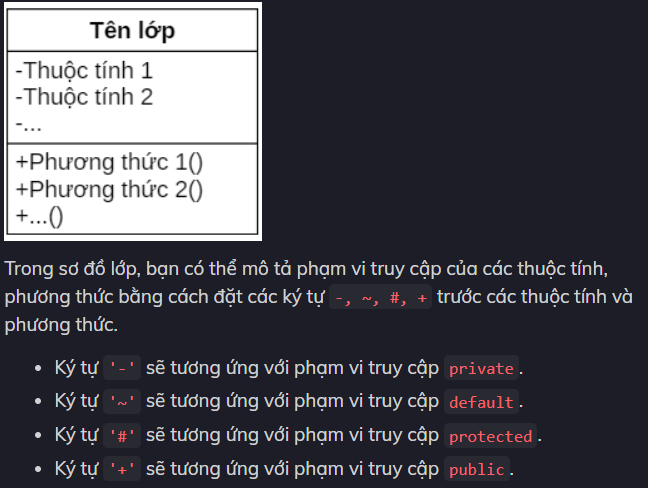 Tên lớp
-Thuộc tính 1
-Thuộc tính 2
-...
+Phương thức 1()
+Phương thức 2()
+...()
Trong sơ đồ lớp, bạn có thể mô tả phạm vi truy cập của các thuộc tính,
phương thức bằng cách đặt các ký tự -, ~, #, + trước các thuộc tính và
phương thức.
• Ký tự '-' sẽ tương ứng với phạm vi truy cập private.
• Ký tự '~' sẽ tương ứng với phạm vi truy cập default.
• Ký tự '#' sẽ tương ứng với phạm vi truy cập protected.
• Ký tự '+' sẽ tương ứng với phạm vi truy cập public.